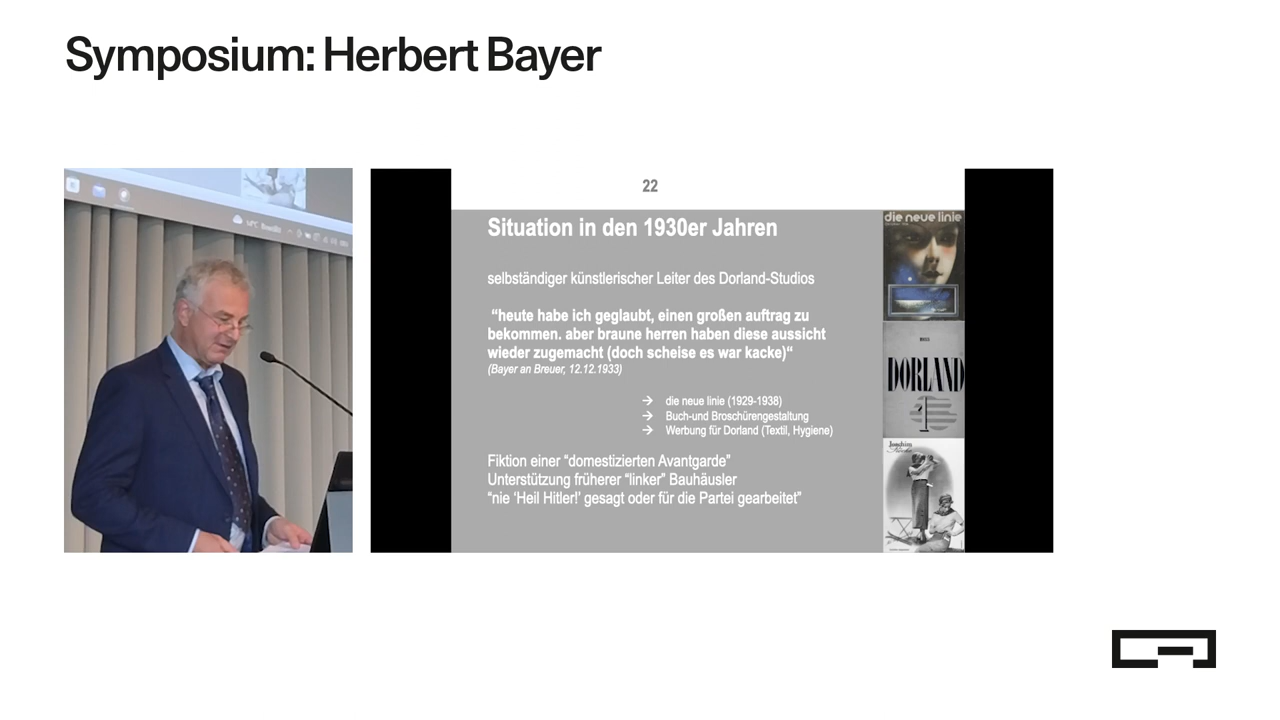 Symposium: Herbert Bayer
22
Situation in den 1930er Jahren
selbständiger künstlerischer Leiter des Dorland-Studios
“heute habe ich geglaubt, einen großen auftrag zu
bekommen. aber braune herren haben diese aussicht
wieder zugemacht (doch scheise es war kacke)“
(Bayer an Breuer, 12.12.1933)
→ die neue linie (1929-1938)
→ Buch-und Broschürengestaltung
→ Werbung für Dorland (Textil, Hygiene)
Fiktion einer “domestizierten Avantgarde”
Unterstützung früherer “linker” Bauhäusler
“nie ‘Heil Hitler!’ gesagt oder für die Partei gearbeitet”
die neue linie
DORLAND
Joachim